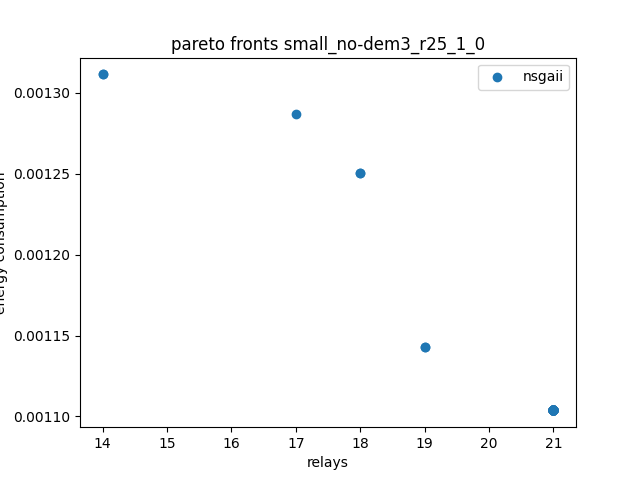 pareto fronts small_no-dem3_r25_1_0
nsgaii
0.00130
0.00125
0.00120
0.00115
0.00110
energy consumption
14 15 16 17 18 19 20 21
relays